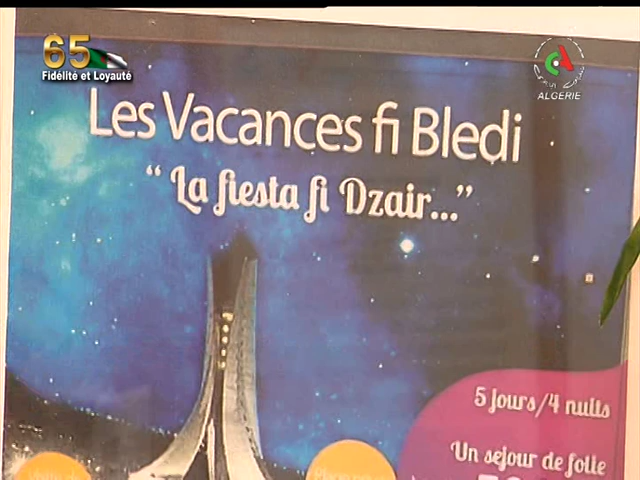 65
Fidélité et Loyauté
ALGERIE
Les Vacances fi Bledi
“ La fiesta fi Dzair...”
5 jours/4 nuits
Un sejour de folie